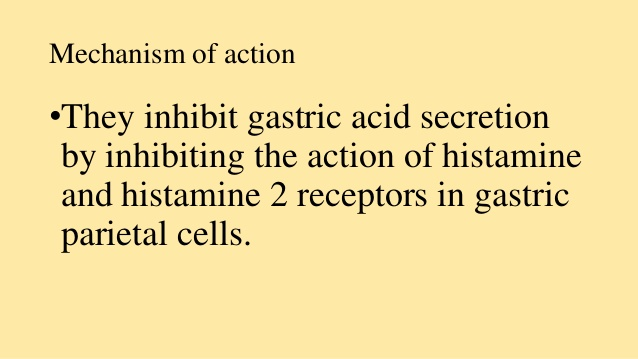 Mechanism of action
•They inhibit gastric acid secretion
by inhibiting the action of histamine
and histamine 2 receptors in gastric
parietal cells.